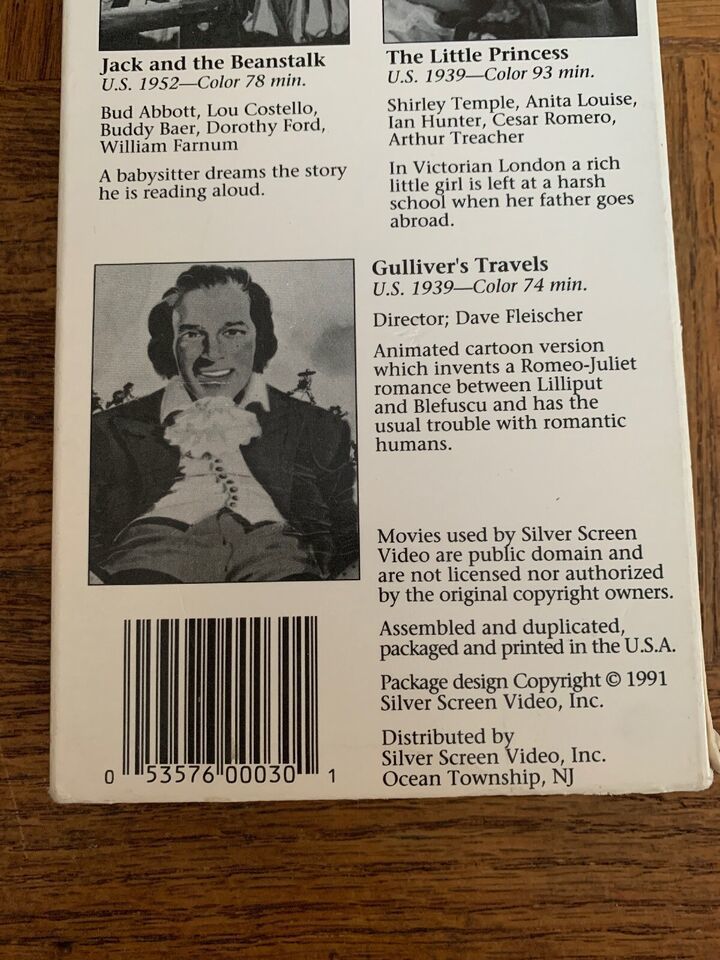 Jack and the Beanstalk
U.S. 1952—Color 78 min.
Bud Abbott, Lou Costello,
Buddy Baer, Dorothy Ford,
William Farnum
A babysitter dreams the story
he is reading aloud.
The Little Princess
U.S. 1939—Color 93 min.
Shirley Temple, Anita Louise,
Ian Hunter, Cesar Romero,
Arthur Treacher
In Victorian London a rich
little girl is left at a harsh
school when her father goes
abroad.
Gulliver's Travels
U.S. 1939—Color 74 min.
Director; Dave Fleischer
Animated cartoon version
which invents a Romeo-Juliet
romance between Lilliput
and Blefuscu and has the
usual trouble with romantic
humans.
Movies used by Silver Screen
Video are public domain and
are not licensed nor authorized
by the original copyright owners.
Assembled and duplicated,
packaged and printed in the U.S.A.
Package design Copyright © 1991
Silver Screen Video, Inc.
Distributed by
Silver Screen Video, Inc.
Ocean Township, NJ
0 53576 00030 1